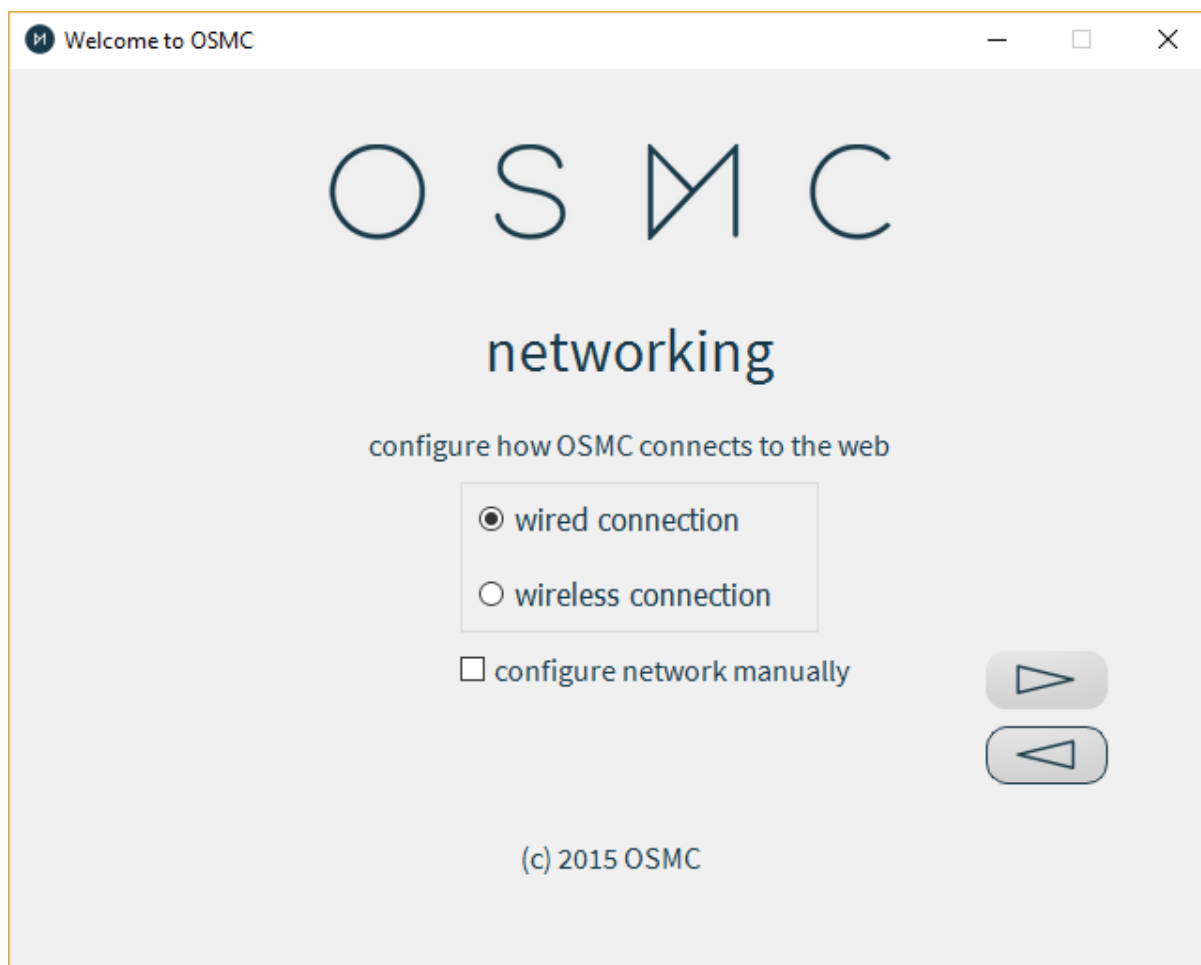 Welcome to OSMC
OSMC
networking
configure how OSMC connects to the web
wired connection
wireless connection
configure network manually
(c) 2015 OSMC